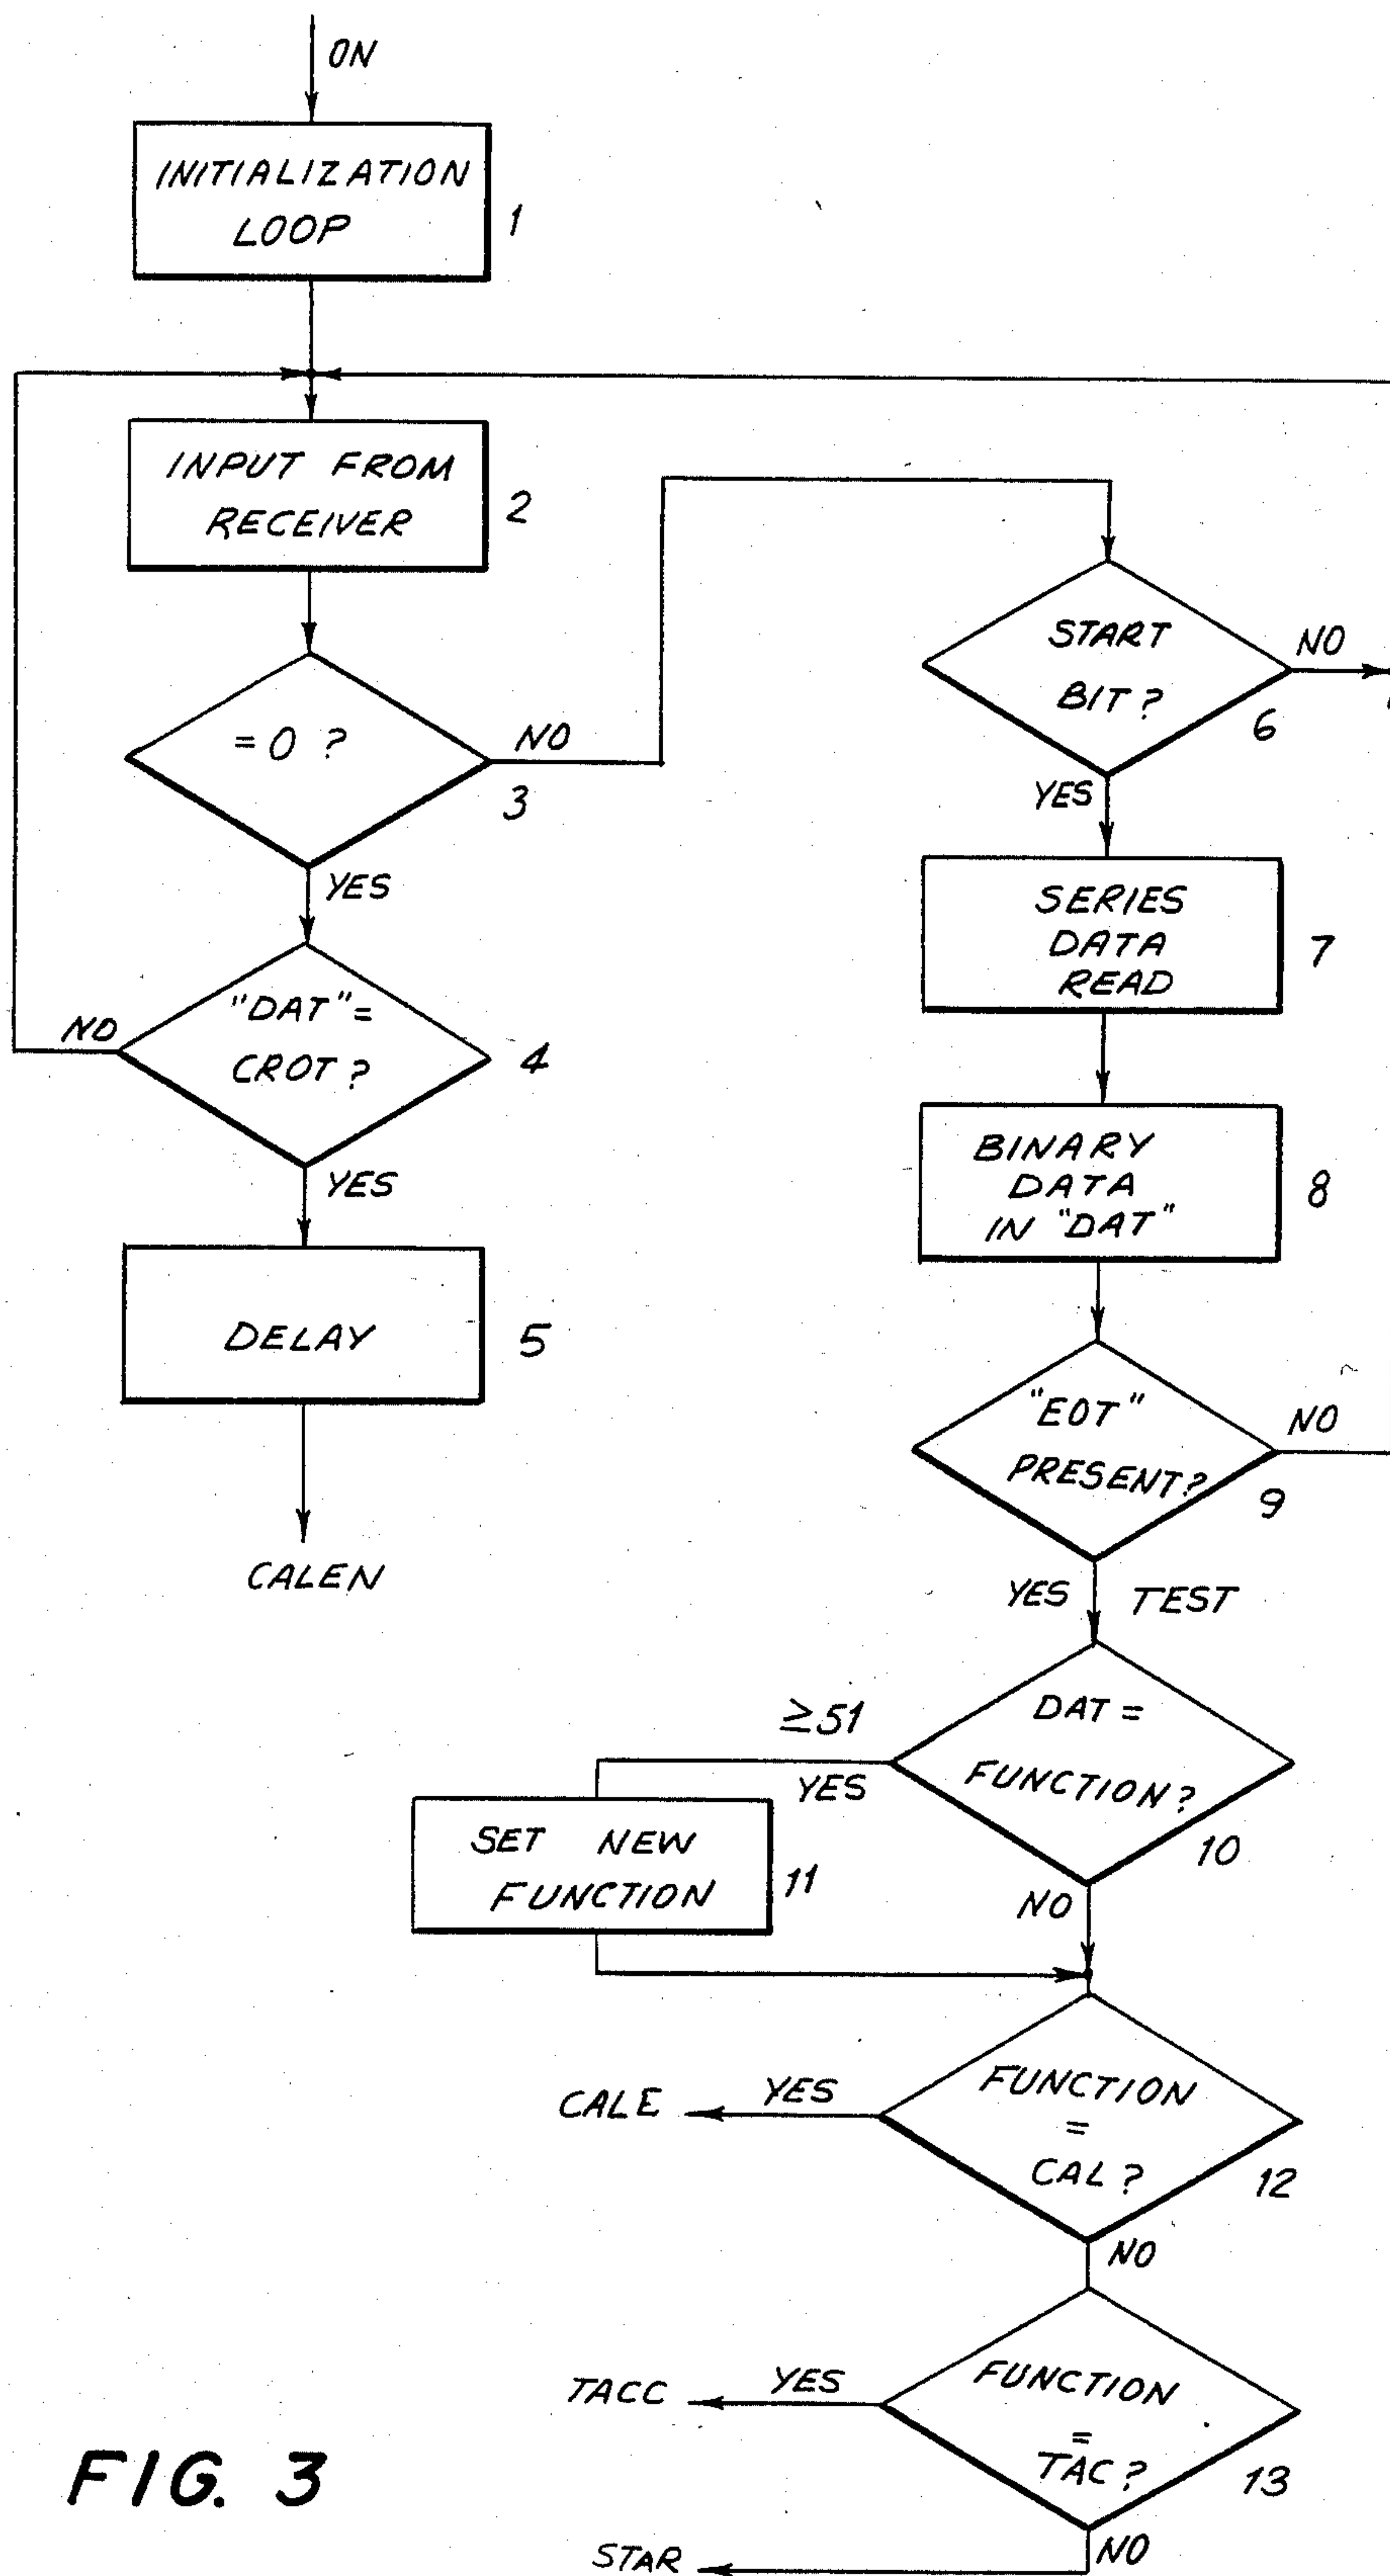 ON
INITIALIZATION
LOOP
1
INPUT FROM
RECEIVER
2
= 0 ?
3
NO
YES
"DAT" =
CROT ?
4
NO
YES
DELAY
5
CALEN
START
BIT ?
6
NO
YES
SERIES
DATA
READ
7
BINARY
DATA
IN "DAT"
8
"EOT"
PRESENT?
9
NO
YES
TEST
DAT =
FUNCTION?
10
≥51
YES
SET NEW
FUNCTION
11
NO
FUNCTION
=
CAL ?
12
YES
CALE
NO
FUNCTION
=
TAC ?
13
YES
TACC
NO
STAR
FIG. 3